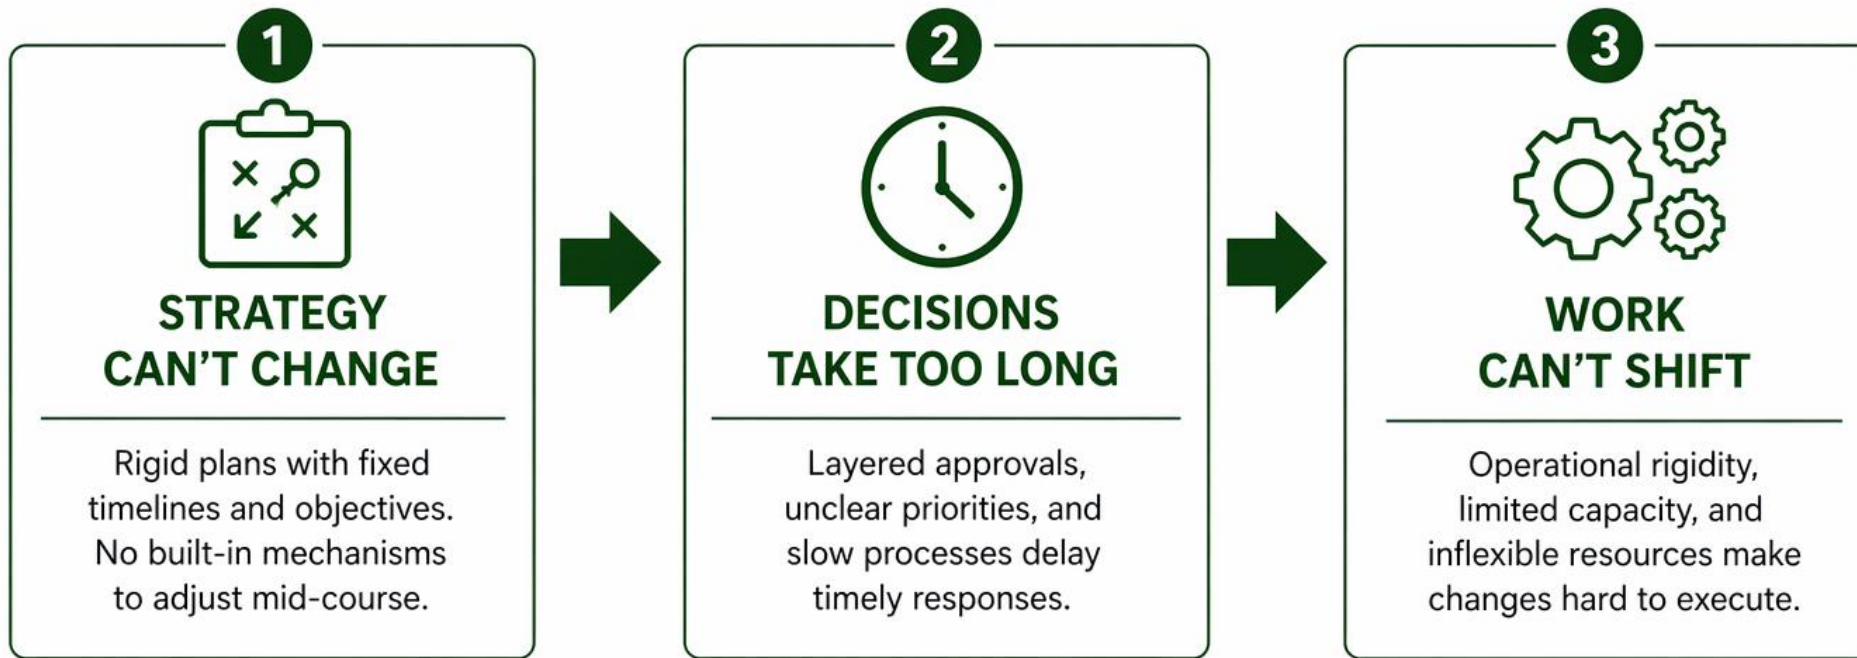 1
STRATEGY
CAN'T CHANGE
Rigid plans with fixed
timelines and objectives.
No built-in mechanisms
to adjust mid-course.
2
DECISIONS
TAKE TOO LONG
Layered approvals,
unclear priorities, and
slow processes delay
timely responses.
3
WORK
CAN'T SHIFT
Operational rigidity,
limited capacity, and
inflexible resources make
changes hard to execute.